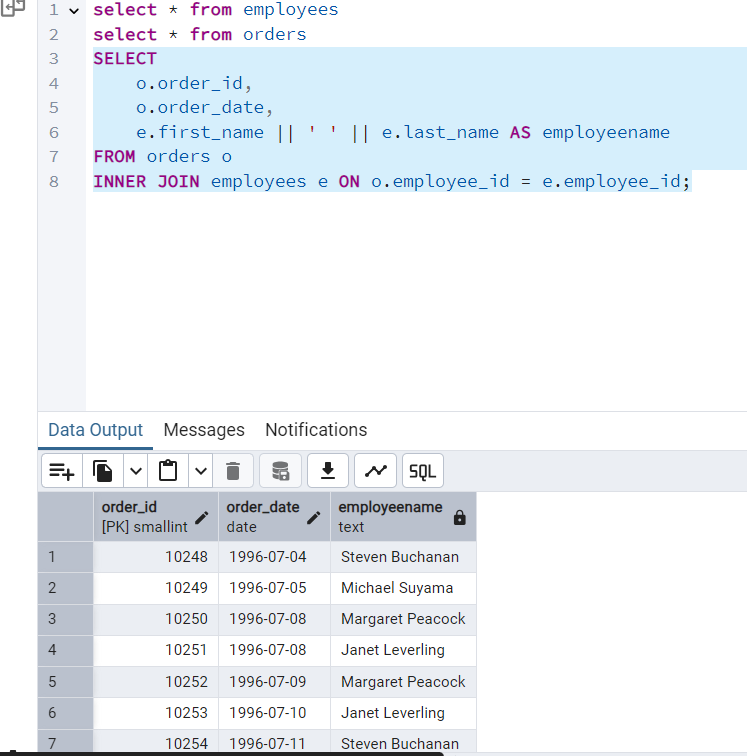 1 select * from employees
2 select * from orders
3 SELECT
4 o.order_id,
5 o.order_date,
6 e.first_name || ' ' || e.last_name AS employeename
7 FROM orders o
8 INNER JOIN employees e ON o.employee_id = e.employee_id;
Data Output Messages Notifications
SQL
order_id order_date employeename
[PK] smallint date text
1 10248 1996-07-04 Steven Buchanan
2 10249 1996-07-05 Michael Suyama
3 10250 1996-07-08 Margaret Peacock
4 10251 1996-07-08 Janet Leverling
5 10252 1996-07-09 Margaret Peacock
6 10253 1996-07-10 Janet Leverling
7 10254 1996-07-11 Steven Buchanan